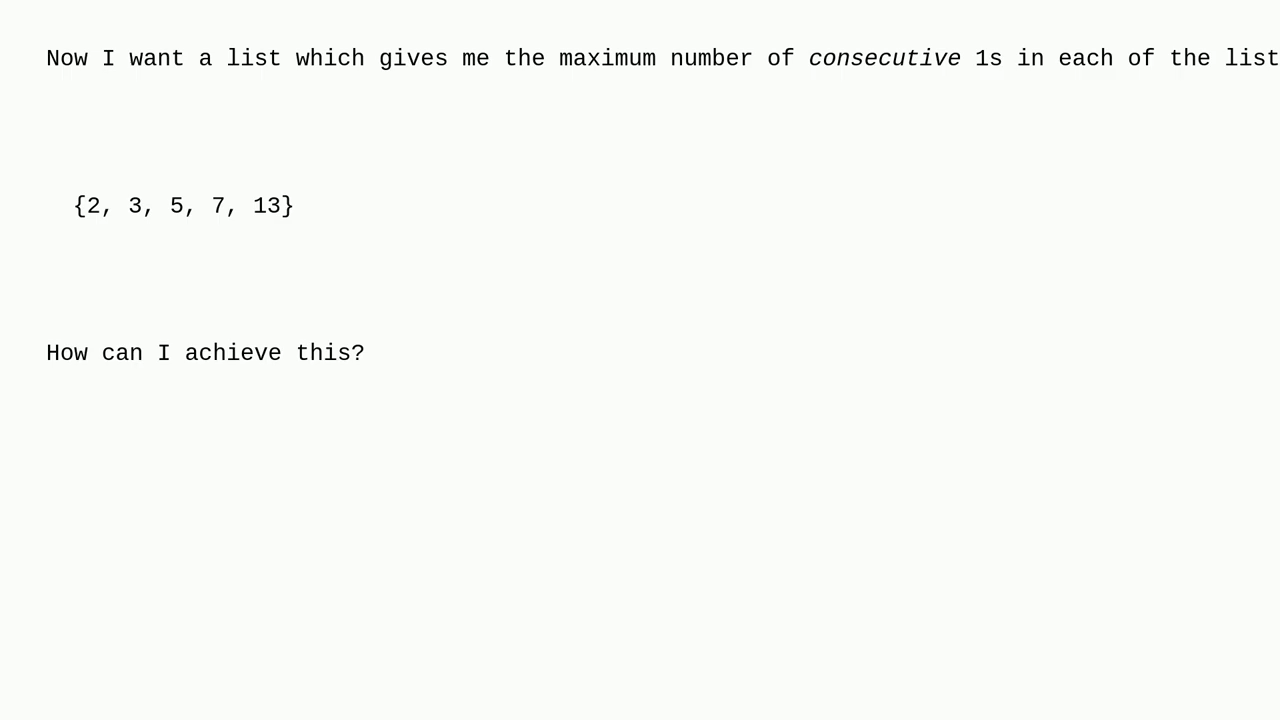 Now I want a list which gives me the maximum number of consecutive 1s in each of the list
{2, 3, 5, 7, 13}
How can I achieve this?